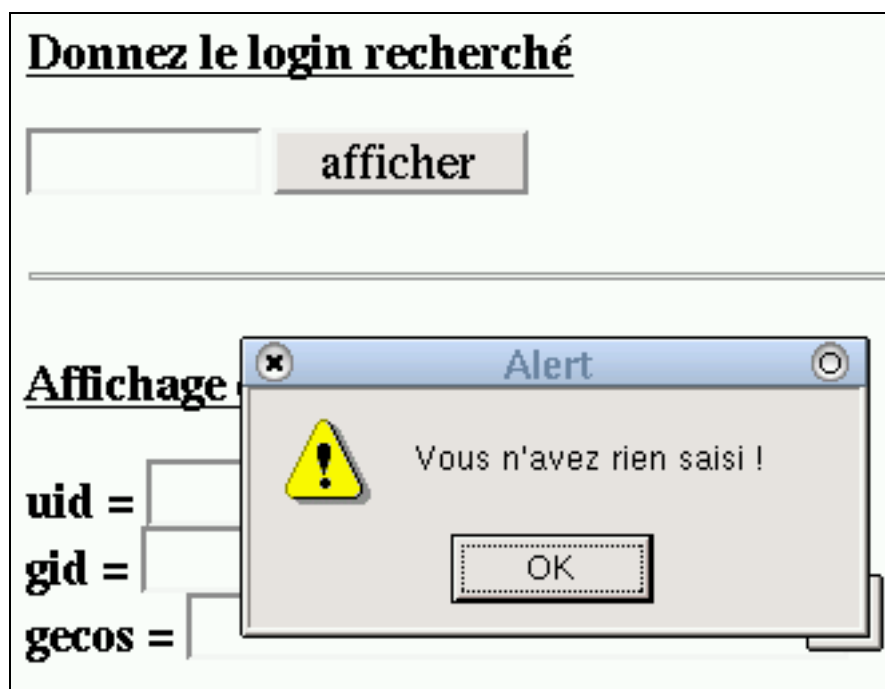 Donnez le login recherché
afficher
Affichage
Alert
Vous n'avez rien saisi !
OK
uid =
gid =
gecos =